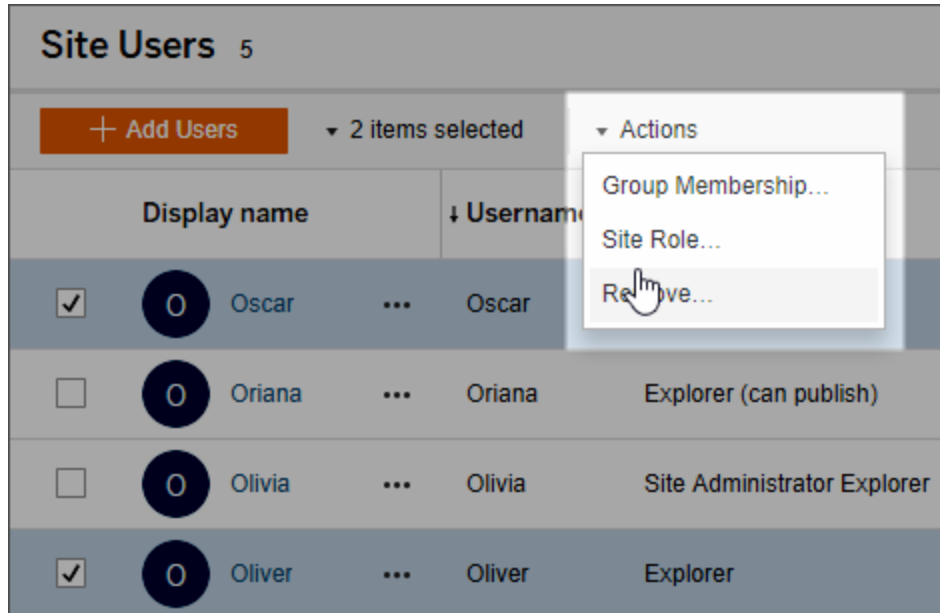 Site Users 5
+ Add Users 2 items selected Actions
Group Membership...
Display name ↓ Username
Site Role...
O Oscar ••• Oscar Remove...
O Oriana ••• Oriana Explorer (can publish)
O Olivia ••• Olivia Site Administrator Explorer
O Oliver ••• Oliver Explorer